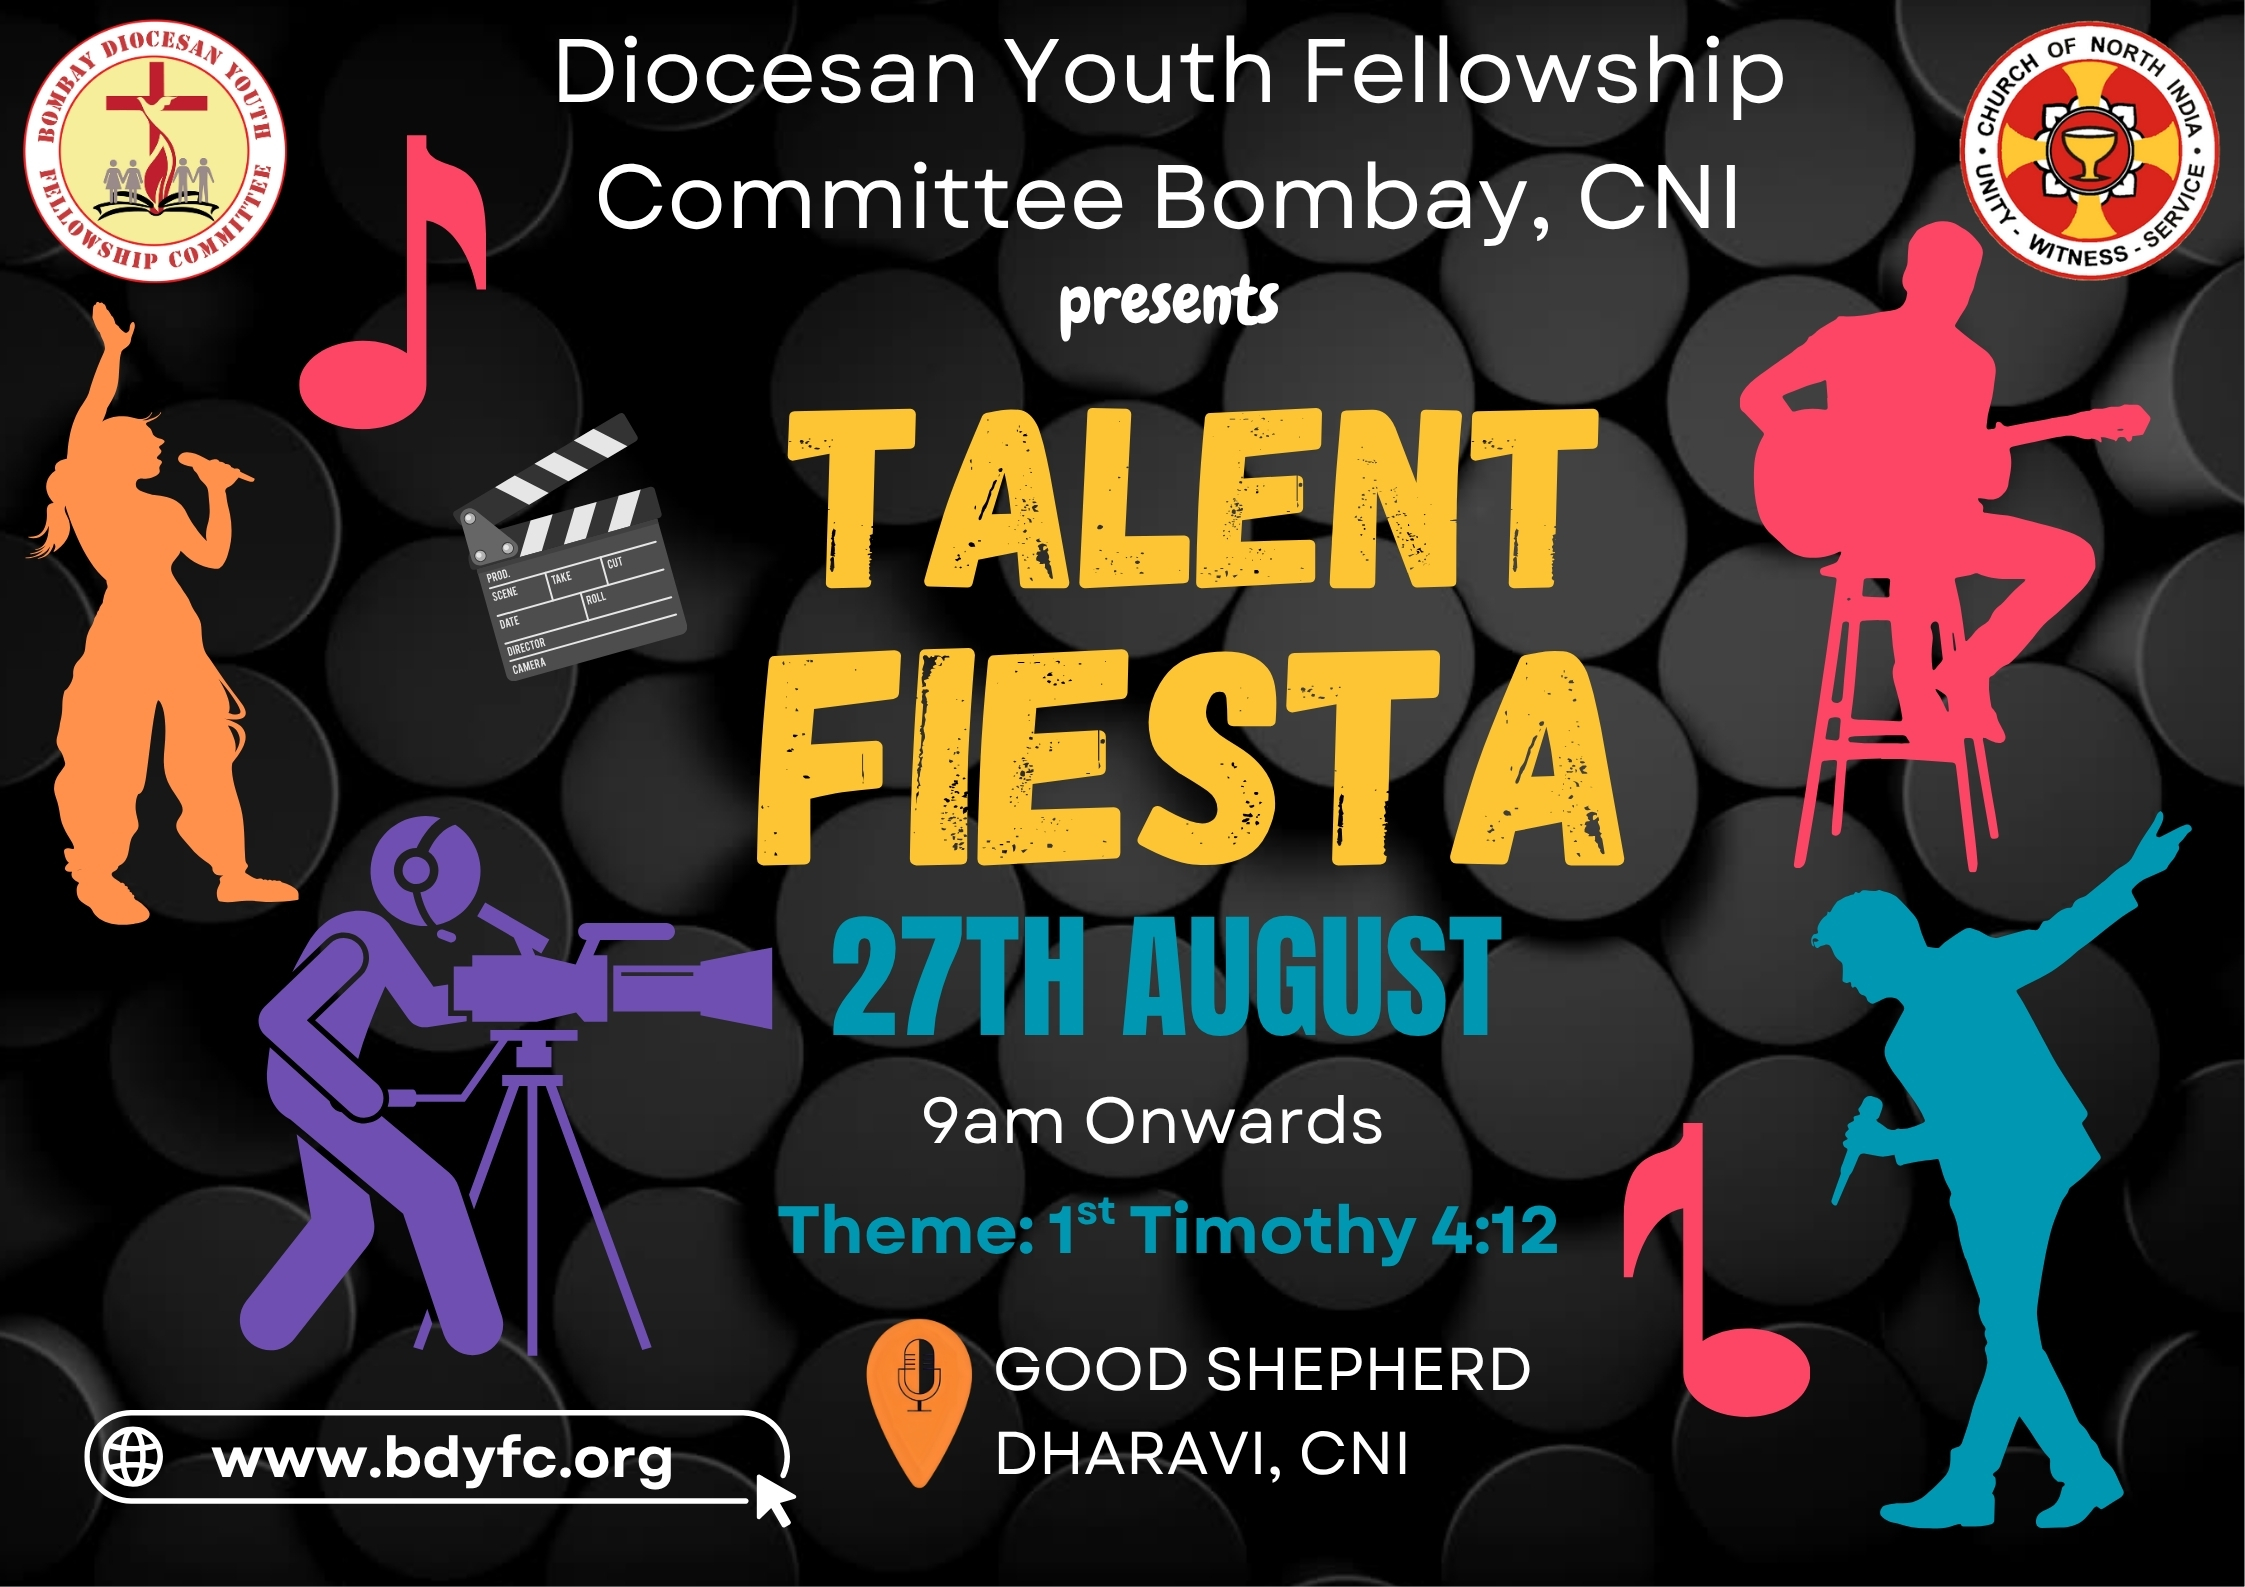 BOMBAY DIOCESAN YOUTH
FELLOWSHIP COMMITTEE
Diocesan Youth Fellowship
Committee Bombay, CNI
presents
• CHURCH OF NORTH INDIA •
UNITY - WITNESS - SERVICE
PROD.
SCENE TAKE CUT
DATE ROLL
DIRECTOR
CAMERA
TALENT
FIESTA
27TH AUGUST
9am Onwards
Theme: 1st Timothy 4:12
GOOD SHEPHERD
DHARAVI, CNI
www.bdyfc.org